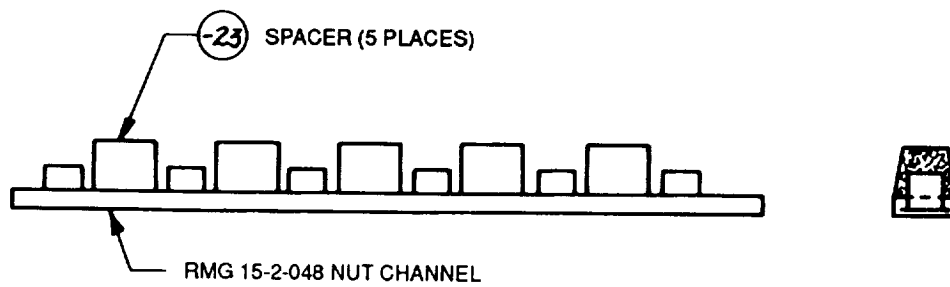 -23 SPACER (5 PLACES)
RMG 15-2-048 NUT CHANNEL